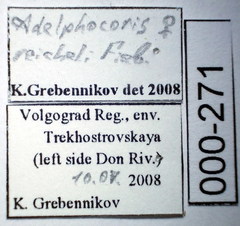 Adelphocoris ♀
reicheli Fieb.
K.Grebennikov det 2008
Volgograd Reg., env.
Trekhostrovskaya
(left side Don Riv.)
10.07. 2008
K. Grebennikov
000-271